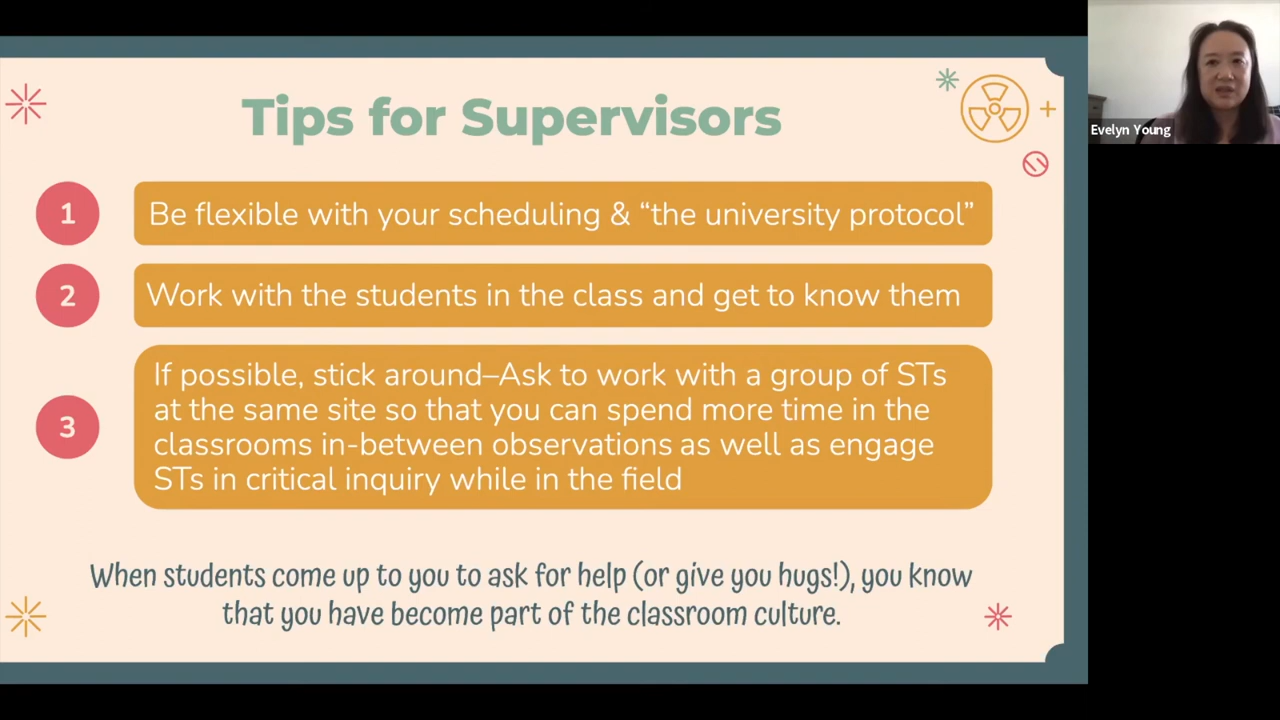 Tips for Supervisors
1
Be flexible with your scheduling & “the university protocol”
2
Work with the students in the class and get to know them
3
If possible, stick around–Ask to work with a group of STs
at the same site so that you can spend more time in the
classrooms in-between observations as well as engage
STs in critical inquiry while in the field
When students come up to you to ask for help (or give you hugs!), you know
that you have become part of the classroom culture.
Evelyn Young